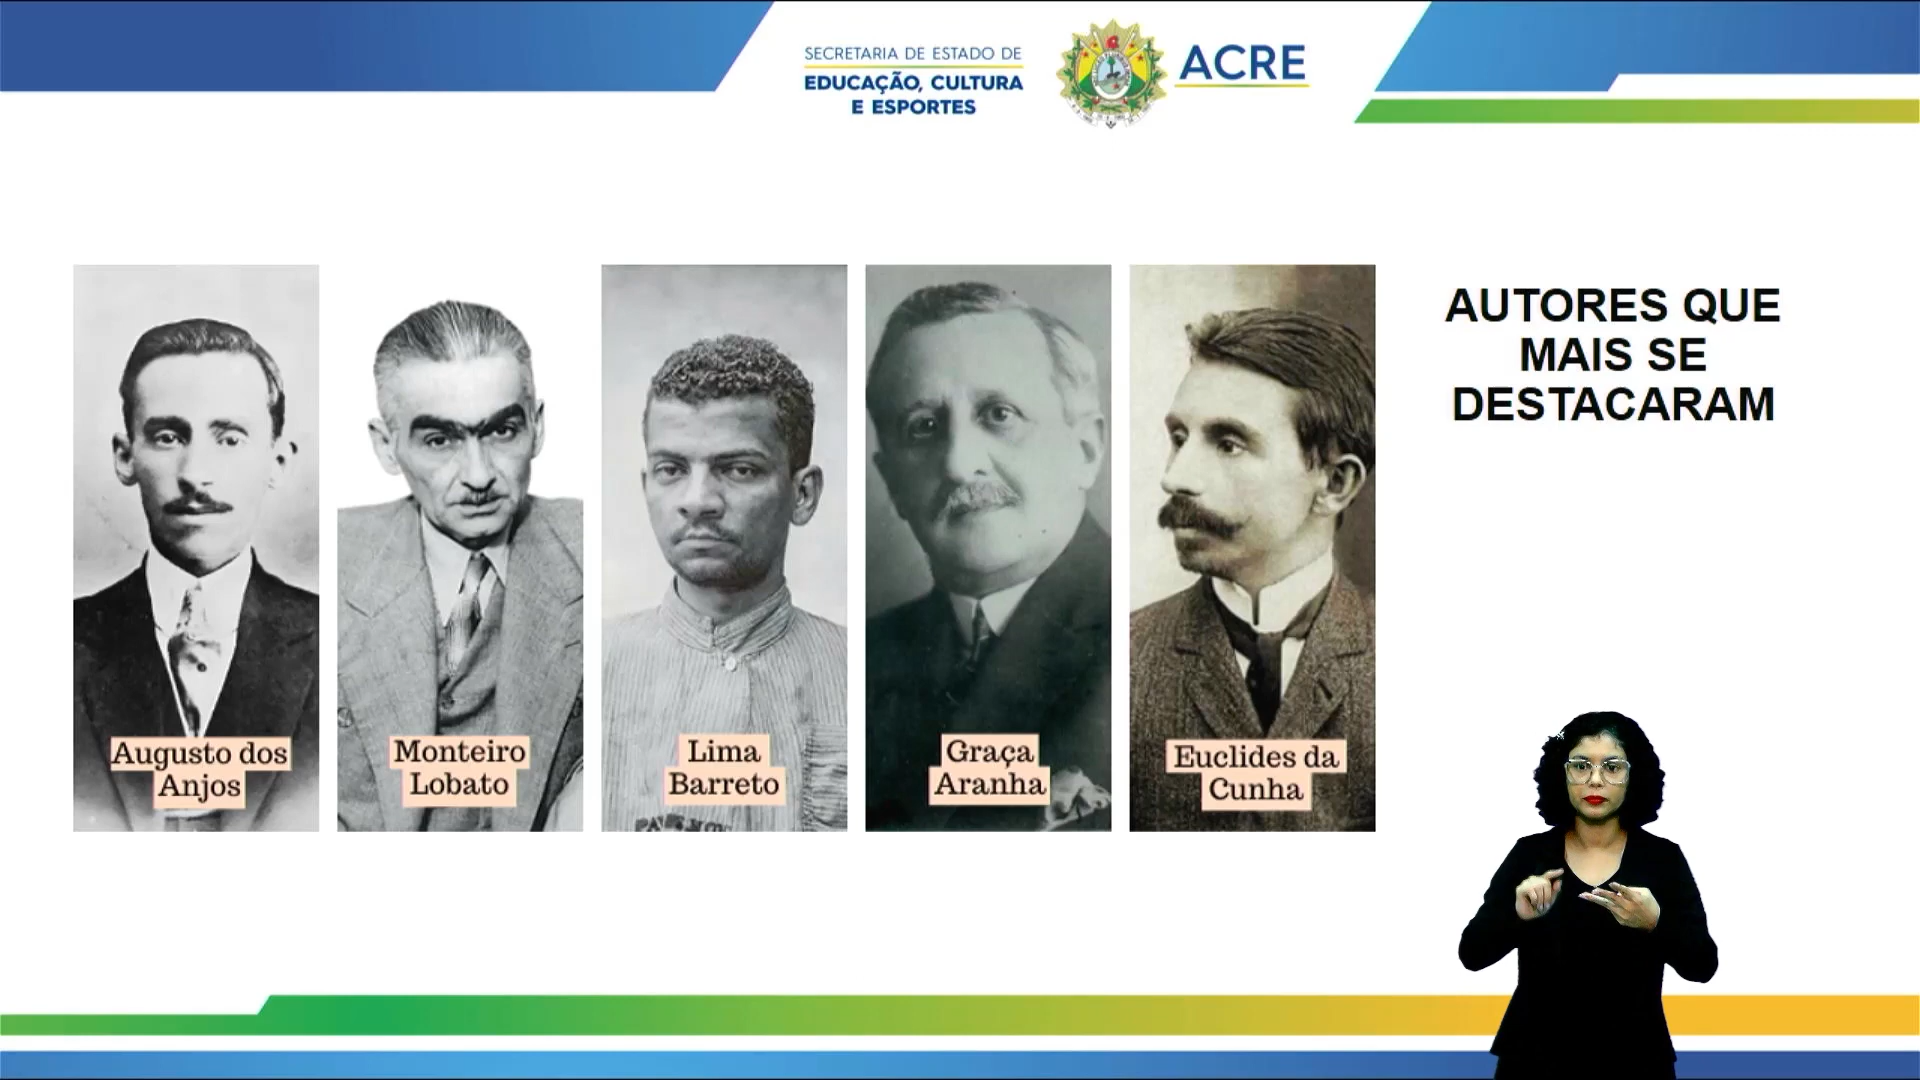 SECRETARIA DE ESTADO DE
EDUCAÇÃO, CULTURA
E ESPORTES
ACRE
AUTORES QUE
MAIS SE
DESTACARAM
Augusto dos
Anjos
Monteiro
Lobato
Lima
Barreto
Graça
Aranha
Euclides da
Cunha